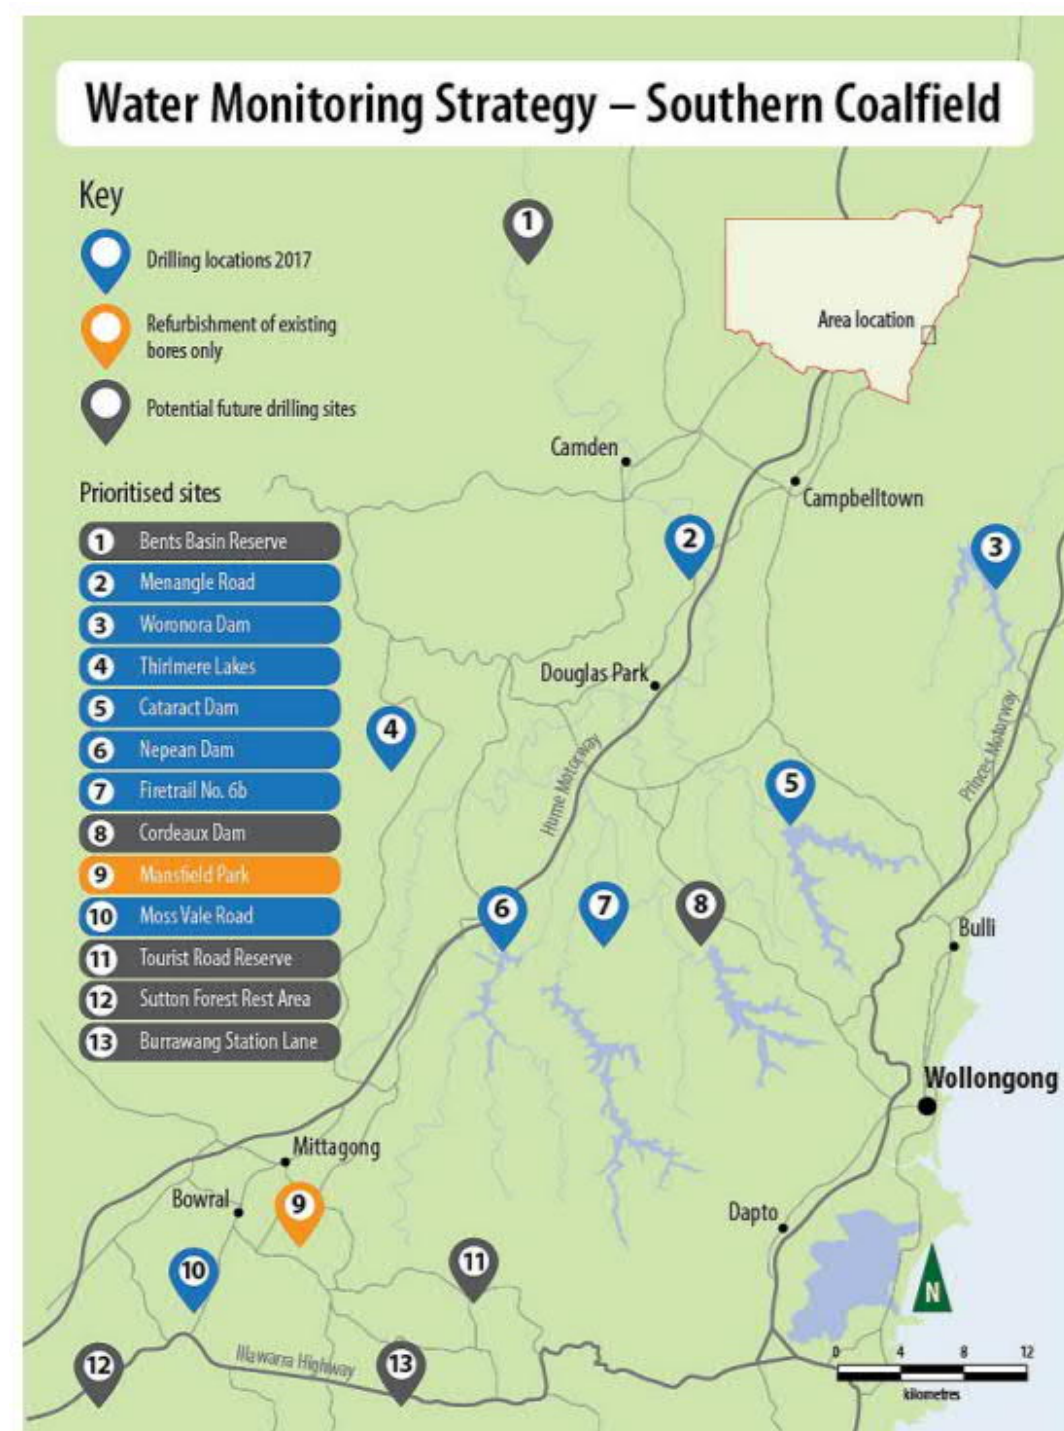 Water Monitoring Strategy – Southern Coalfield
Key
Drilling locations 2017
Refurbishment of existing
bores only
Potential future drilling sites
Prioritised sites
1 Bents Basin Reserve
2 Menangle Road
3 Woronora Dam
4 Thirlmere Lakes
5 Cataract Dam
6 Nepean Dam
7 Firetrail No. 6b
8 Cordeaux Dam
9 Mansfield Park
10 Moss Vale Road
11 Tourist Road Reserve
12 Sutton Forest Rest Area
13 Burrawang Station Lane
1
Area location
Camden
Campbelltown
2
3
Douglas Park
4
Hume Motorway
Princes Motorway
5
6
7
8
Bulli
Wollongong
Mittagong
Bowral
9
Dapto
10
11
N
12
Illawarra Highway
13
0 4 8 12
kilometres